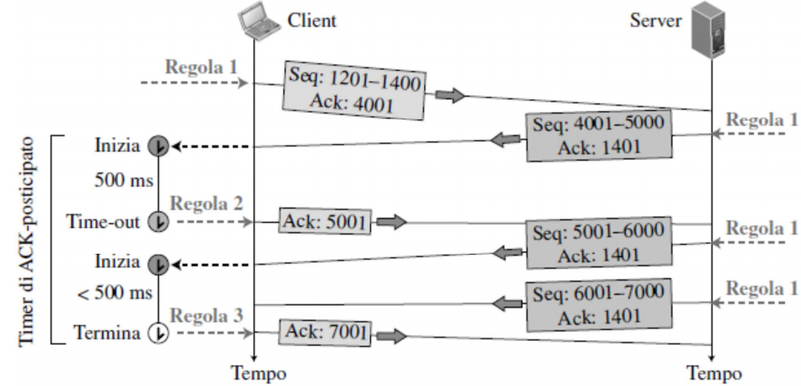 Client
Server
Regola 1
Seq: 1201–1400
Ack: 4001
Regola 1
Seq: 4001–5000
Ack: 1401
Timer di ACK-posticipato
Inizia
500 ms
Regola 2
Time-out
Ack: 5001
Regola 1
Seq: 5001–6000
Ack: 1401
Inizia
< 500 ms
Regola 1
Seq: 6001–7000
Ack: 1401
Regola 3
Termina
Ack: 7001
Tempo
Tempo